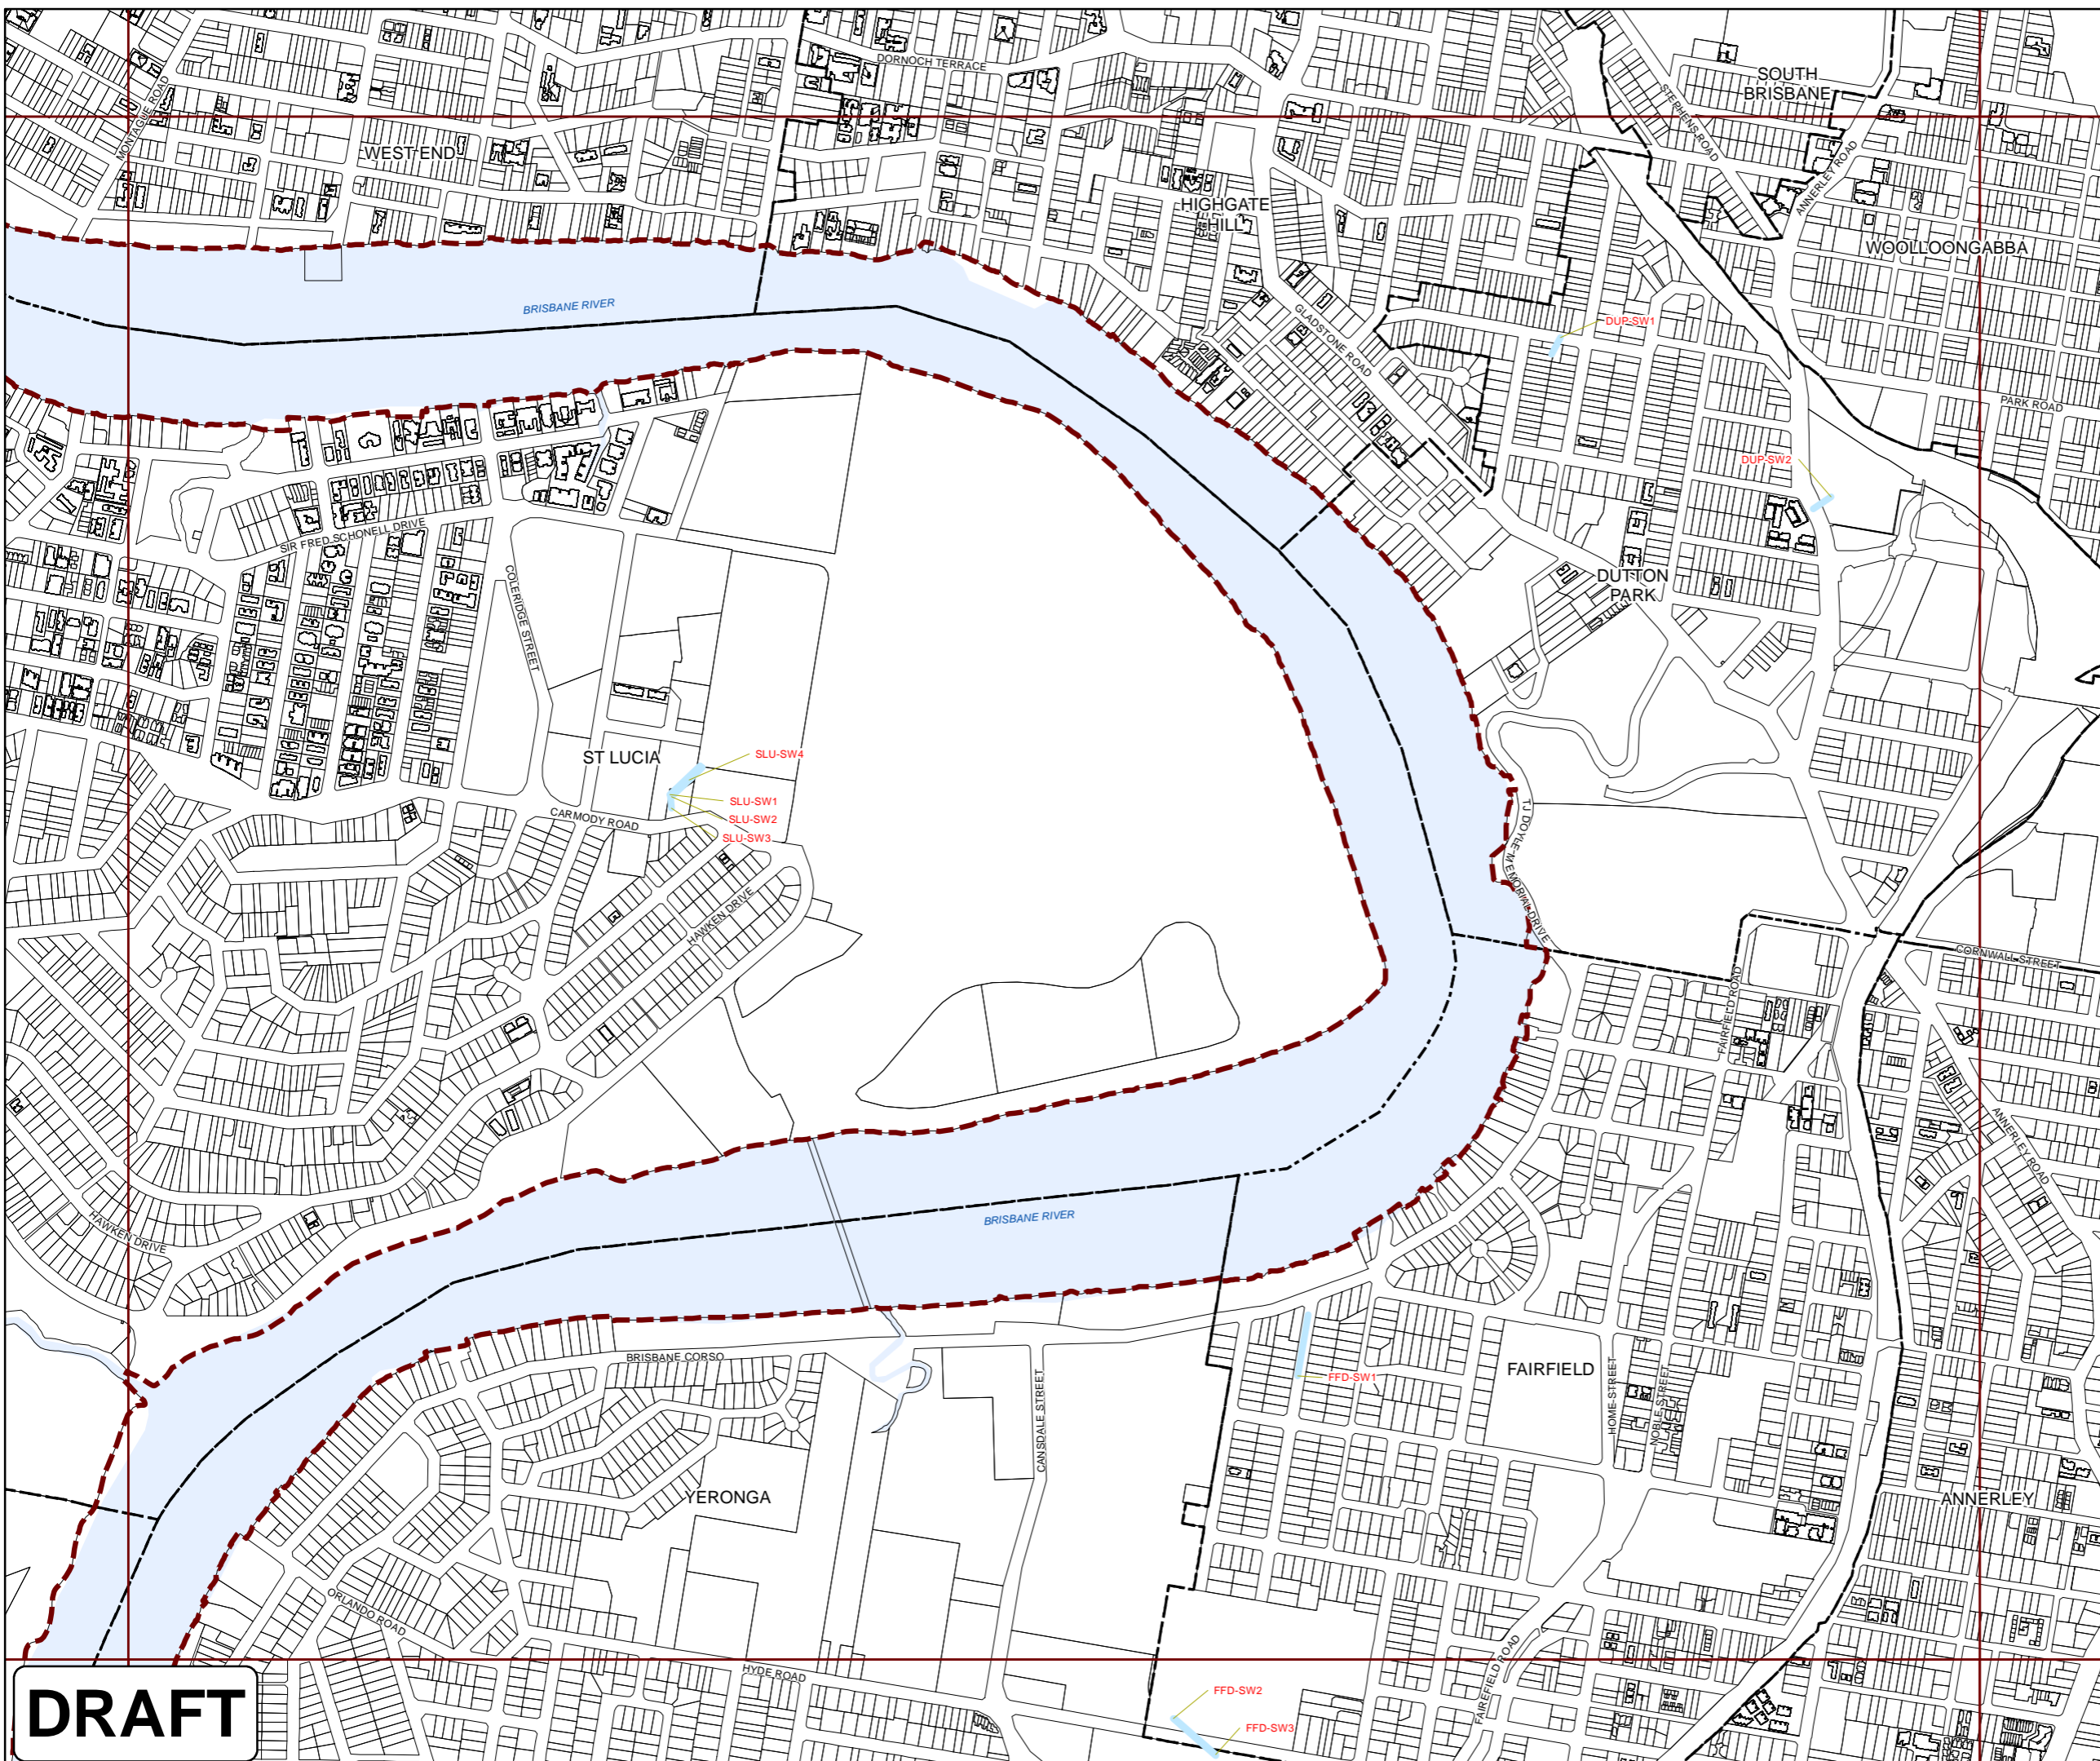 DORNOCH TERRACE
SOUTH
BRISBANE
MONTAGUE ROAD
STEPHENS ROAD
WEST END
ANNERLEY ROAD
HIGHGATE
HILL
WOOLLOONGABBA
BRISBANE RIVER
GLADSTONE ROAD
DUP-SW1
PARK ROAD
DUP-SW2
SIR FRED SCHONELL DRIVE
COLERIDGE STREET
DUTTON
PARK
ST LUCIA
SLU-SW4
SLU-SW1
SLU-SW2
SLU-SW3
CARMODY ROAD
TJ DOYLE MEMORIAL DRIVE
HAWKEN DRIVE
CORNWALL STREET
FAIRFIELD ROAD
ANNERLEY ROAD
HAWKEN DRIVE
BRISBANE RIVER
BRISBANE CORSO
CANSDALE STREET
FFD-SW1
FAIRFIELD
HOME STREET
NOBLE STREET
YERONGA
ANNERLEY
ORLANDO ROAD
HYDE ROAD
FAIREFIELD ROAD
FFD-SW2
FFD-SW3
DRAFT